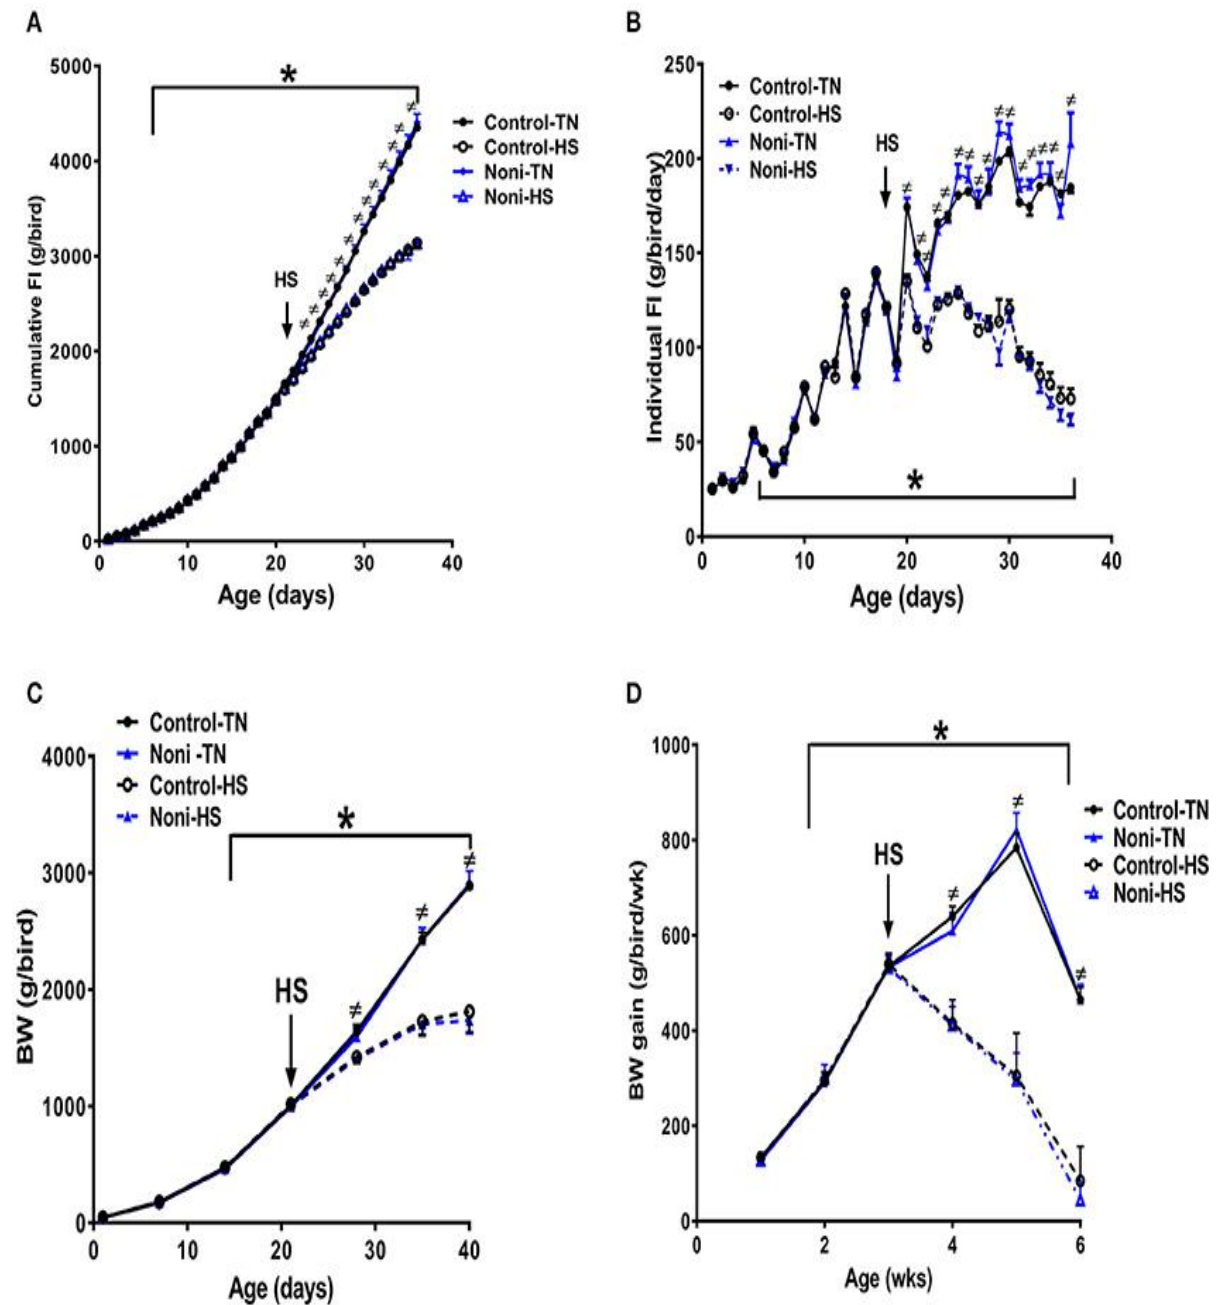 A
Cumulative FI (g/bird)
5000
4000
3000
2000
1000
0
0 10 20 30 40
Age (days)
*
HS
≠ ≠ ≠ ≠ ≠ ≠ ≠ ≠ ≠ ≠ ≠ ≠ ≠
Control-TN
Control-HS
Noni-TN
Noni-HS
B
Individual FI (g/bird/day)
250
200
150
100
50
0
0 10 20 30 40
Age (days)
Control-TN
Control-HS
Noni-TN
Noni-HS
HS
≠ ≠ ≠ ≠ ≠ ≠ ≠ ≠ ≠ ≠ ≠ ≠ ≠ ≠ ≠ ≠ ≠
*
C
Control-TN
Noni -TN
Control-HS
Noni-HS
BW (g/bird)
4000
3000
2000
1000
0
0 10 20 30 40
Age (days)
*
HS
≠ ≠ ≠
D
BW gain (g/bird/wk)
1000
800
600
400
200
0
0 2 4 6
Age (wks)
*
HS
≠ ≠ ≠
Control-TN
Noni-TN
Control-HS
Noni-HS